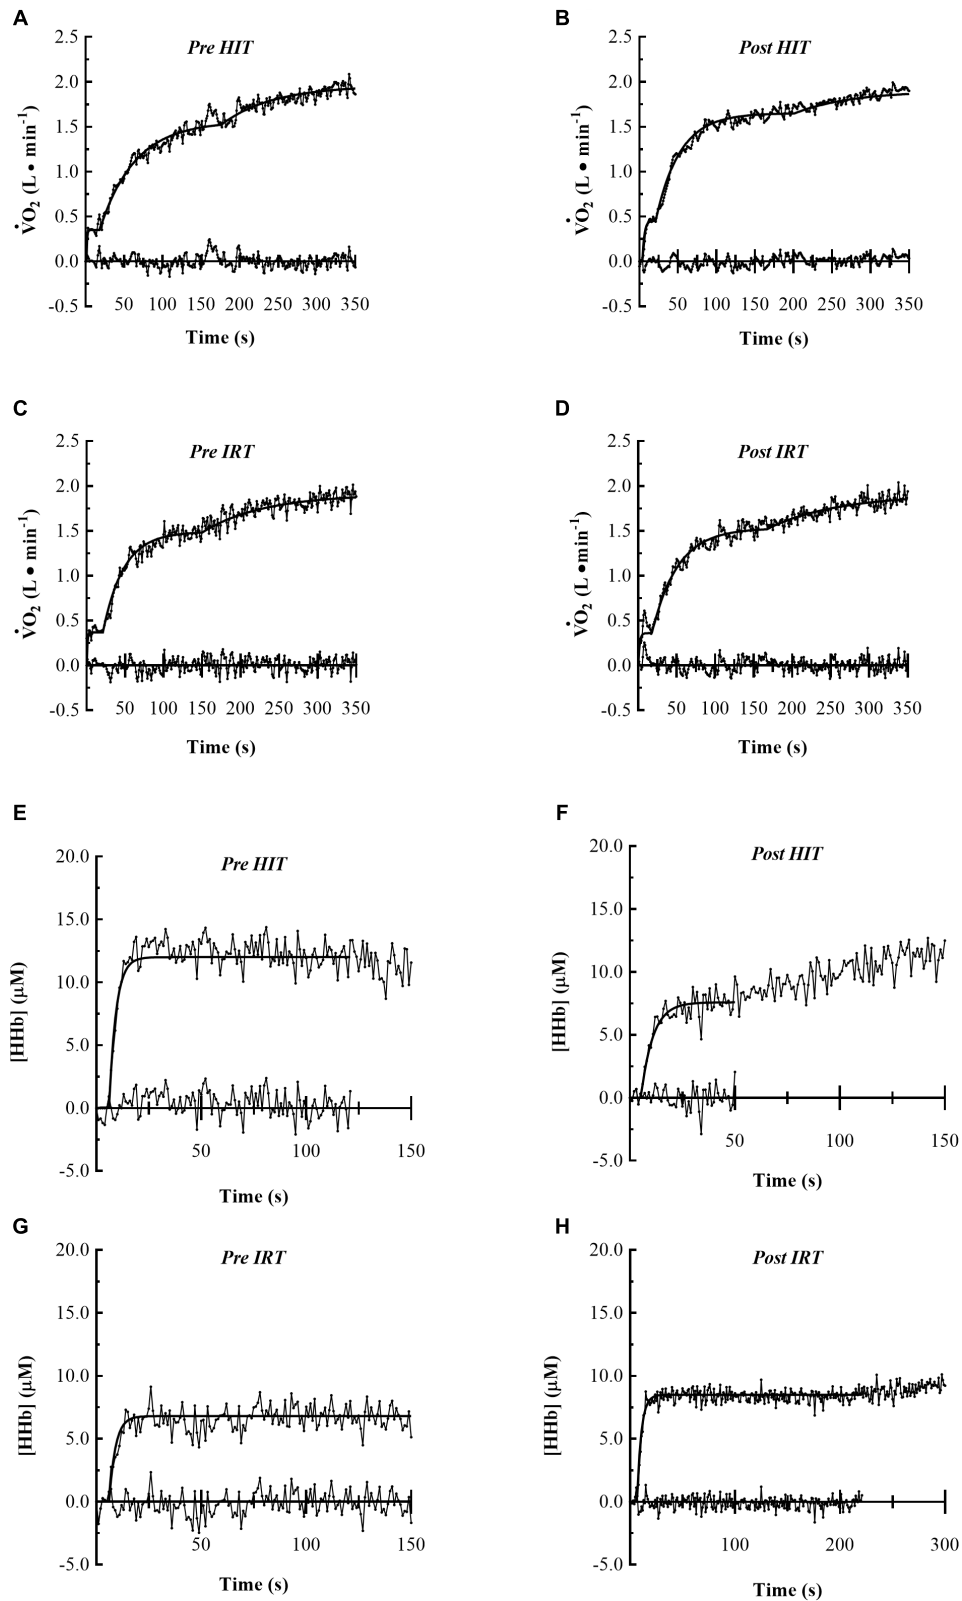 A
Pre HIT
2.5
2.0
1.5
1.0
0.5
0.0
-0.5
V̇O2 (L • min-1)
50 100 150 200 250 300 350
Time (s)
B
Post HIT
2.5
2.0
1.5
1.0
0.5
0.0
-0.5
V̇O2 (L • min-1)
50 100 150 200 250 300 350
Time (s)
C
Pre IRT
2.5
2.0
1.5
1.0
0.5
0.0
-0.5
V̇O2 (L • min-1)
50 100 150 200 250 300 350
Time (s)
D
Post IRT
2.5
2.0
1.5
1.0
0.5
0.0
-0.5
V̇O2 (L •min-1)
50 100 150 200 250 300 350
Time (s)
E
Pre HIT
20.0
15.0
10.0
5.0
0.0
-5.0
[HHb] (µM)
50 100 150
Time (s)
F
Post HIT
20.0
15.0
10.0
5.0
0.0
-5.0
[HHb] (µM)
50 100 150
Time (s)
G
Pre IRT
20.0
15.0
10.0
5.0
0.0
-5.0
[HHb] (µM)
50 100 150
Time (s)
H
Post IRT
20.0
15.0
10.0
5.0
0.0
-5.0
[HHb] (µM)
100 200 300
Time (s)